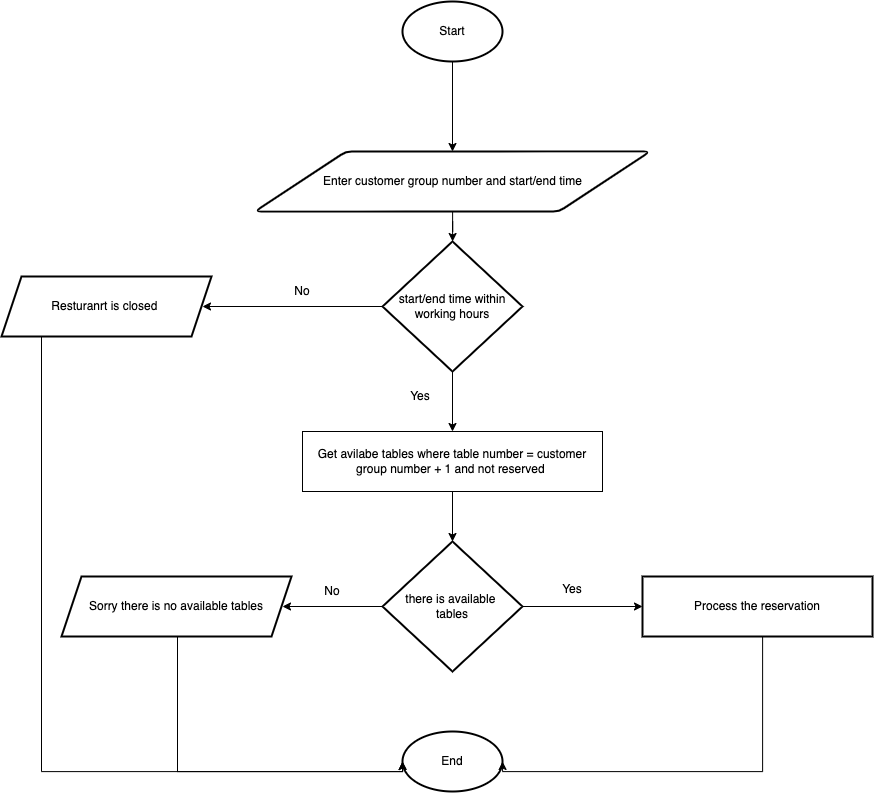 Start
Enter customer group number and start/end time
No
Resturanrt is closed
start/end time within
working hours
Yes
Get avilabe tables where table number = customer
group number + 1 and not reserved
No
Yes
Sorry there is no available tables
there is available
tables
Process the reservation
End